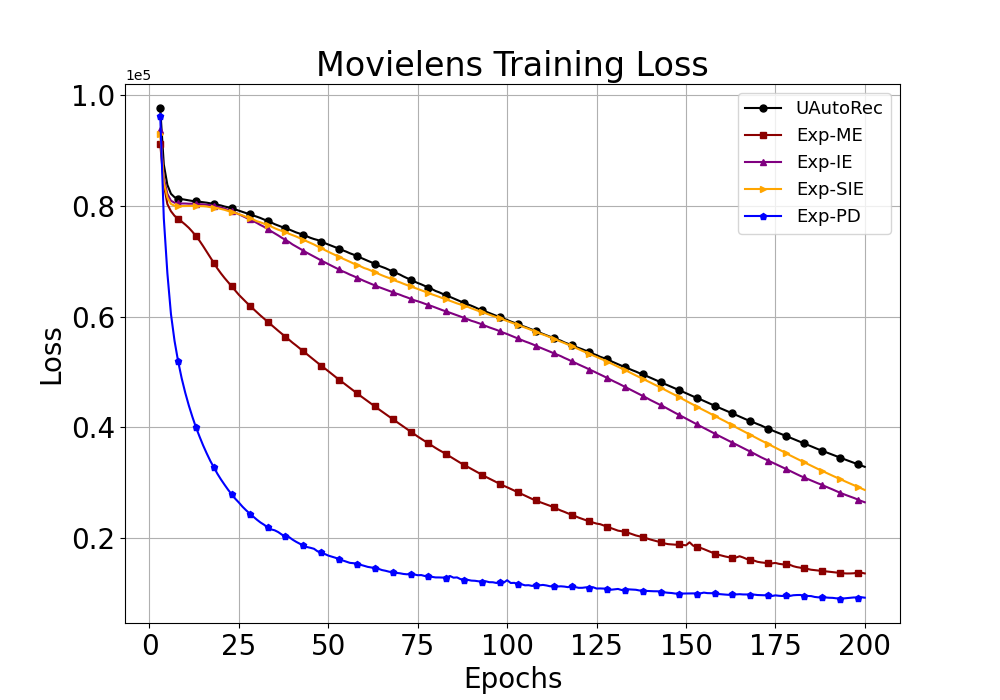 Movielens Training Loss
1e5
1.0
0.8
0.6
0.4
0.2
Loss
0 25 50 75 100 125 150 175 200
Epochs
UAutoRec
Exp-ME
Exp-IE
Exp-SIE
Exp-PD